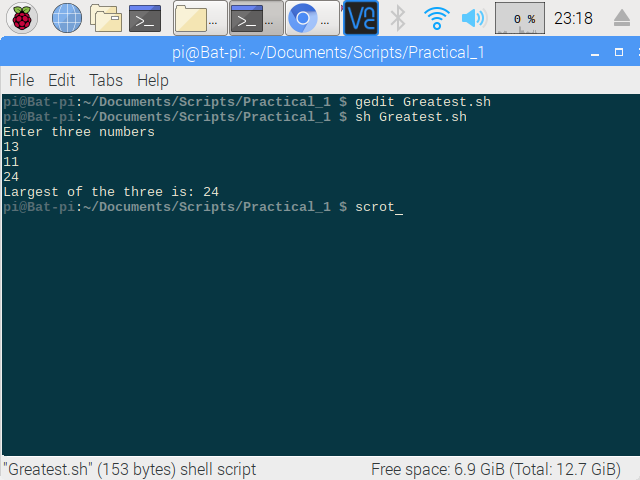 ... ... ... 0 % 23:18
pi@Bat-pi: ~/Documents/Scripts/Practical_1
File Edit Tabs Help
pi@Bat-pi:~/Documents/Scripts/Practical_1 $ gedit Greatest.sh
pi@Bat-pi:~/Documents/Scripts/Practical_1 $ sh Greatest.sh
Enter three numbers
13
11
24
Largest of the three is: 24
pi@Bat-pi:~/Documents/Scripts/Practical_1 $ scrot_
"Greatest.sh" (153 bytes) shell script Free space: 6.9 GiB (Total: 12.7 GiB)